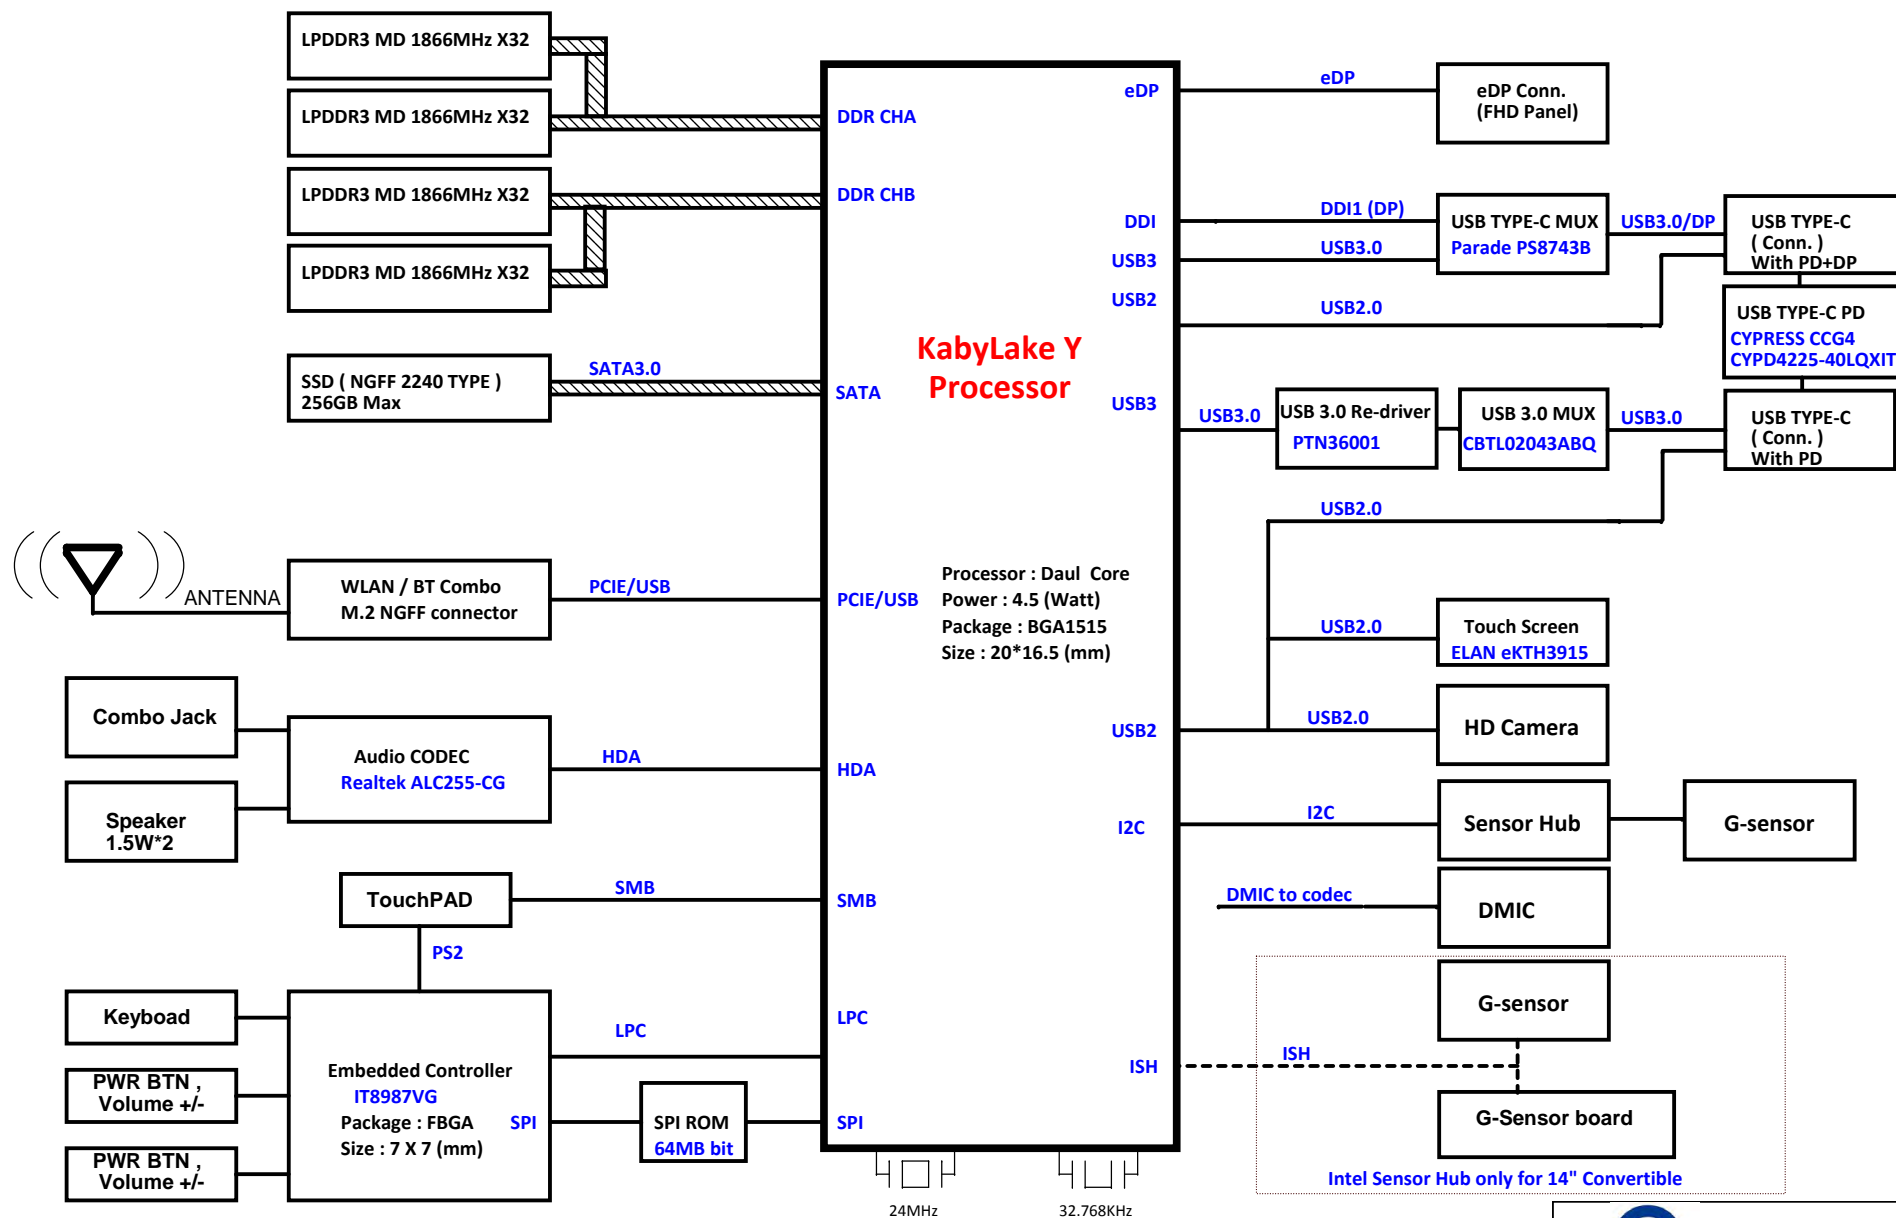 LPDDR3 MD 1866MHz X32
LPDDR3 MD 1866MHz X32
LPDDR3 MD 1866MHz X32
LPDDR3 MD 1866MHz X32
SSD ( NGFF 2240 TYPE )
256GB Max
SATA3.0
ANTENNA
WLAN / BT Combo
M.2 NGFF connector
PCIE/USB
Combo Jack
Speaker
1.5W*2
Audio CODEC
Realtek ALC255-CG
HDA
TouchPAD
SMB
PS2
Keyboad
PWR BTN ,
Volume +/-
PWR BTN ,
Volume +/-
Embedded Controller
IT8987VG
Package : FBGA
Size : 7 X 7 (mm)
SPI
LPC
SPI ROM
64MB bit
DDR CHA
DDR CHB
SATA
PCIE/USB
HDA
SMB
LPC
SPI
KabyLake Y
Processor
Processor : Daul Core
Power : 4.5 (Watt)
Package : BGA1515
Size : 20*16.5 (mm)
24MHz
32.768KHz
eDP
DDI
USB3
USB2
USB3
USB2
I2C
ISH
eDP
eDP Conn.
(FHD Panel)
DDI1 (DP)
USB3.0
USB TYPE-C MUX
Parade PS8743B
USB3.0/DP
USB TYPE-C
( Conn. )
With PD+DP
USB2.0
USB TYPE-C PD
CYPRESS CCG4
CYPD4225-40LQXIT
USB3.0
USB 3.0 Re-driver
PTN36001
USB 3.0 MUX
CBTL02043ABQ
USB3.0
USB TYPE-C
( Conn. )
With PD
USB2.0
USB2.0
Touch Screen
ELAN eKTH3915
USB2.0
HD Camera
I2C
Sensor Hub
G-sensor
DMIC to codec
DMIC
G-sensor
ISH
G-Sensor board
Intel Sensor Hub only for 14" Convertible